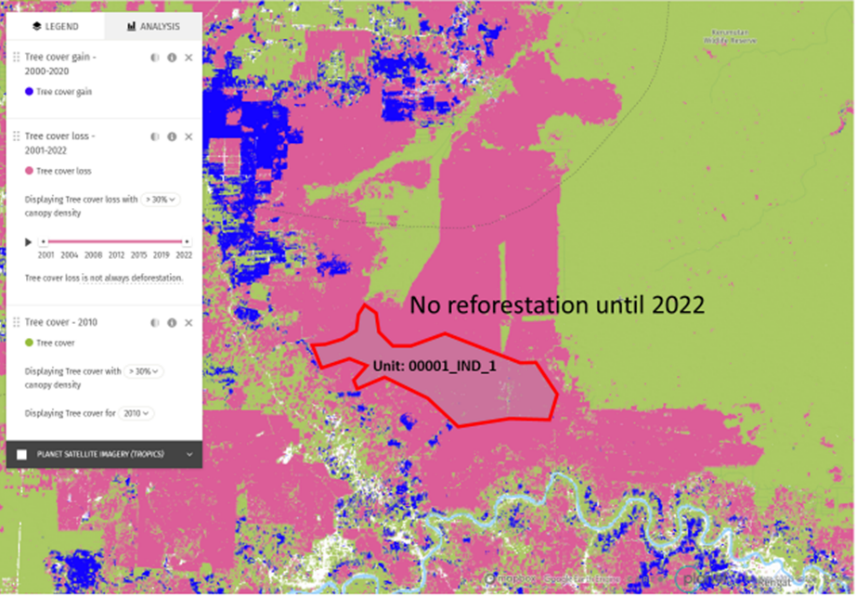 LEGEND
ANALYSIS
Tree cover gain -
2000-2020
Tree cover gain
Tree cover loss -
2001-2022
Tree cover loss
Displaying Tree cover loss with > 30%
canopy density
2001 2004 2008 2012 2015 2019 2022
Tree cover loss is not always deforestation.
Tree cover - 2010
Tree cover
Displaying Tree cover with > 30%
canopy density
Displaying Tree cover for 2010
PLANET SATELLITE IMAGERY (TROPICS)
Kerumutan
Wildlife Reserve
No reforestation until 2022
Unit: 00001_IND_1